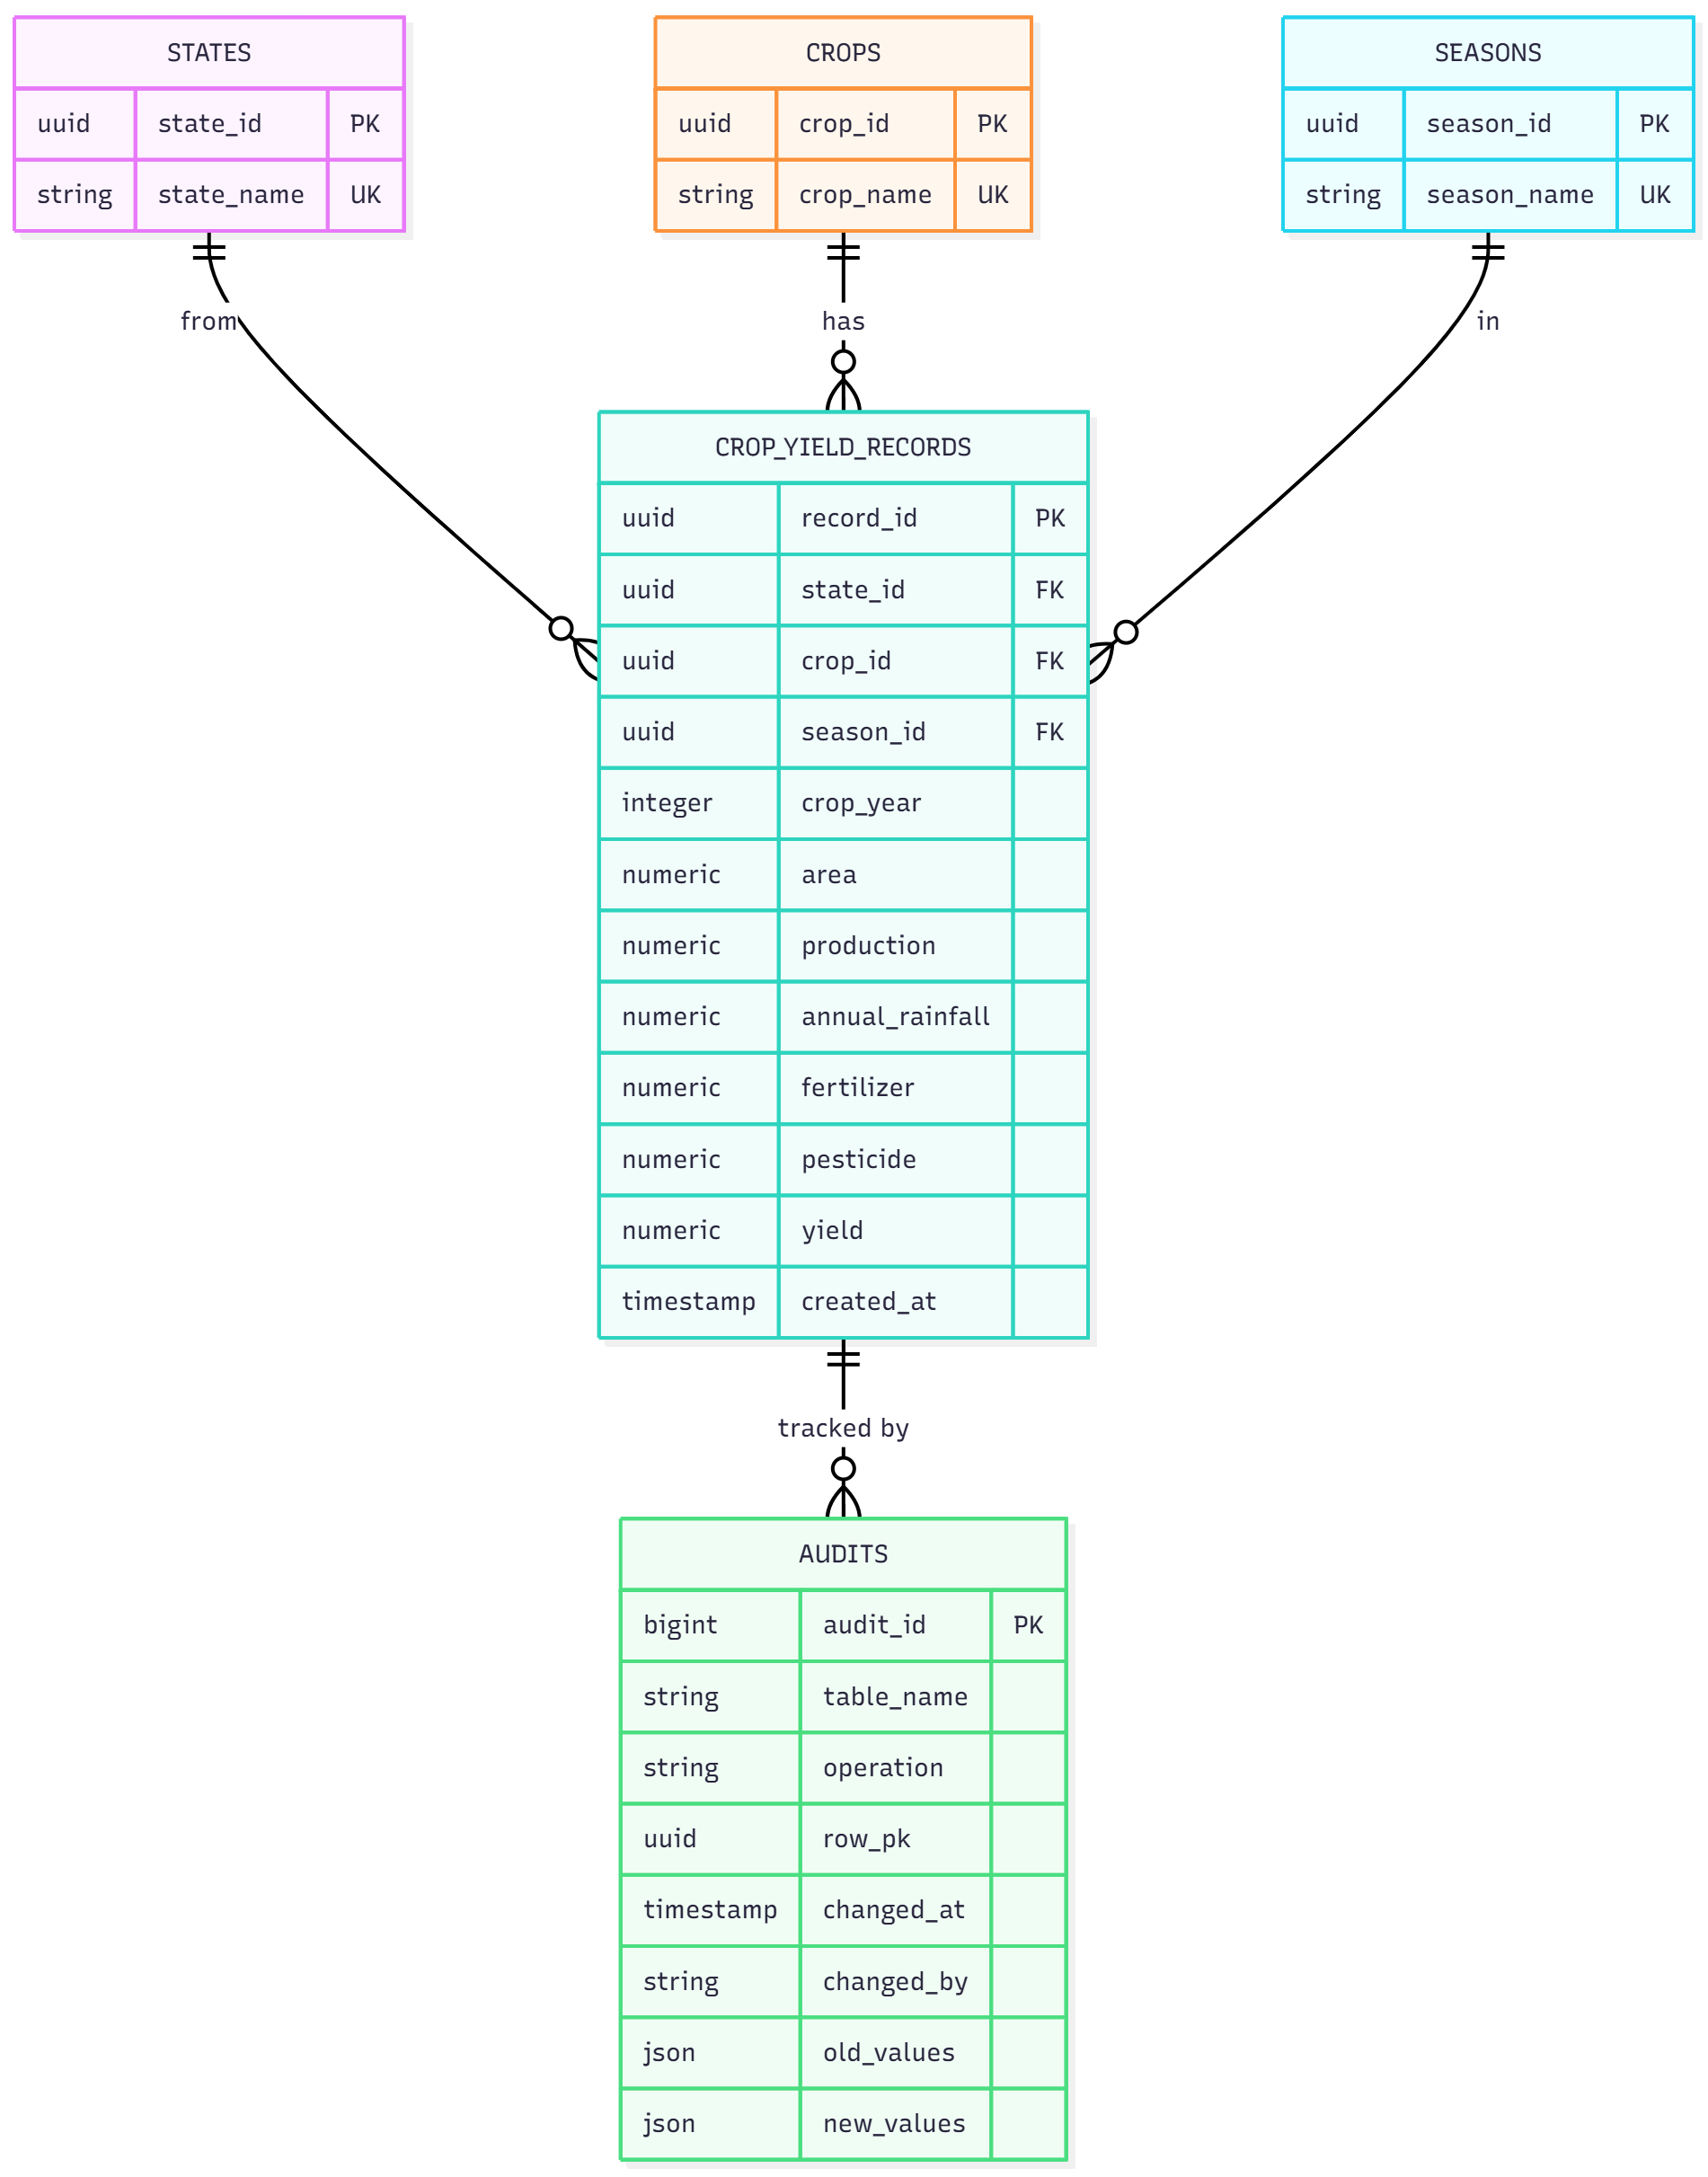 STATES
uuid state_id PK
string state_name UK
CROPS
uuid crop_id PK
string crop_name UK
SEASONS
uuid season_id PK
string season_name UK
from
has
in
CROP_YIELD_RECORDS
uuid record_id PK
uuid state_id FK
uuid crop_id FK
uuid season_id FK
integer crop_year
numeric area
numeric production
numeric annual_rainfall
numeric fertilizer
numeric pesticide
numeric yield
timestamp created_at
tracked by
AUDITS
bigint audit_id PK
string table_name
string operation
uuid row_pk
timestamp changed_at
string changed_by
json old_values
json new_values